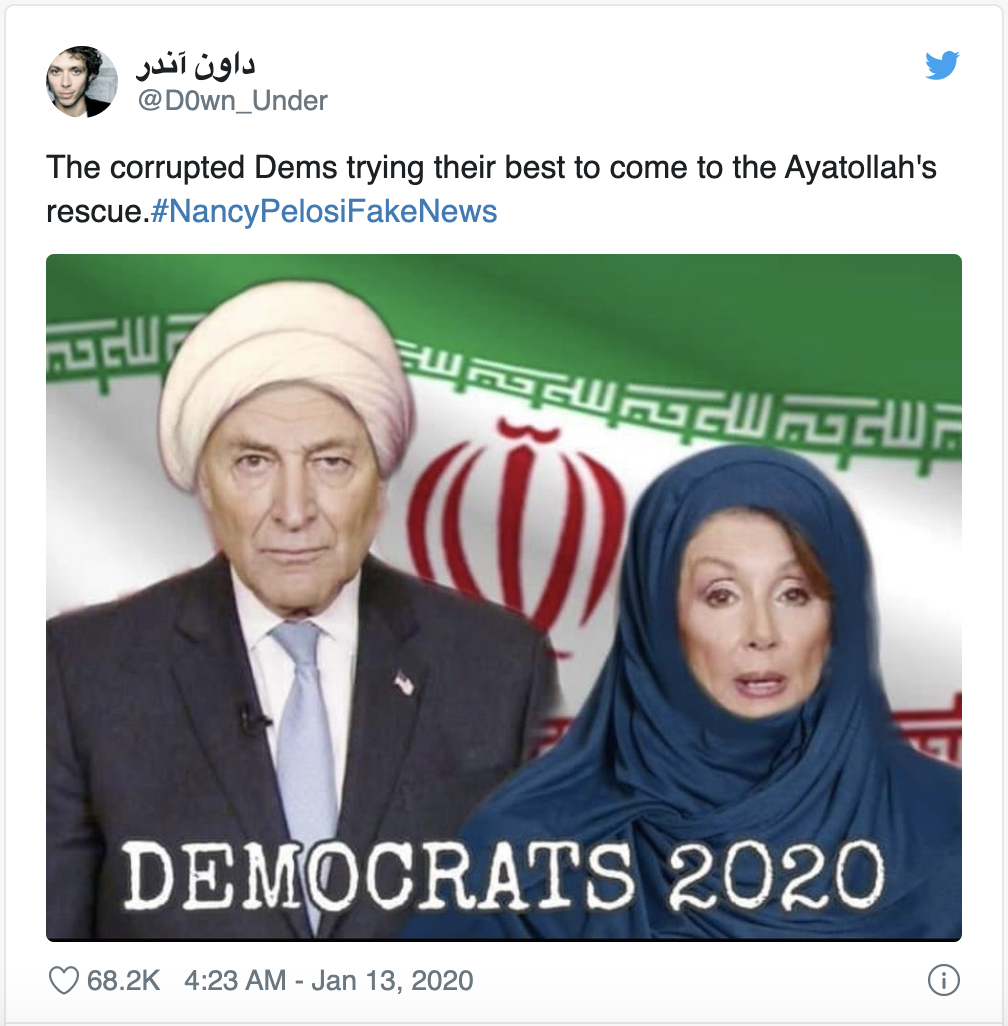 داون آندر
@D0wn_Under
The corrupted Dems trying their best to come to the Ayatollah's
rescue.#NancyPelosiFakeNews
DEMOCRATS 2020
68.2K 4:23 AM - Jan 13, 2020